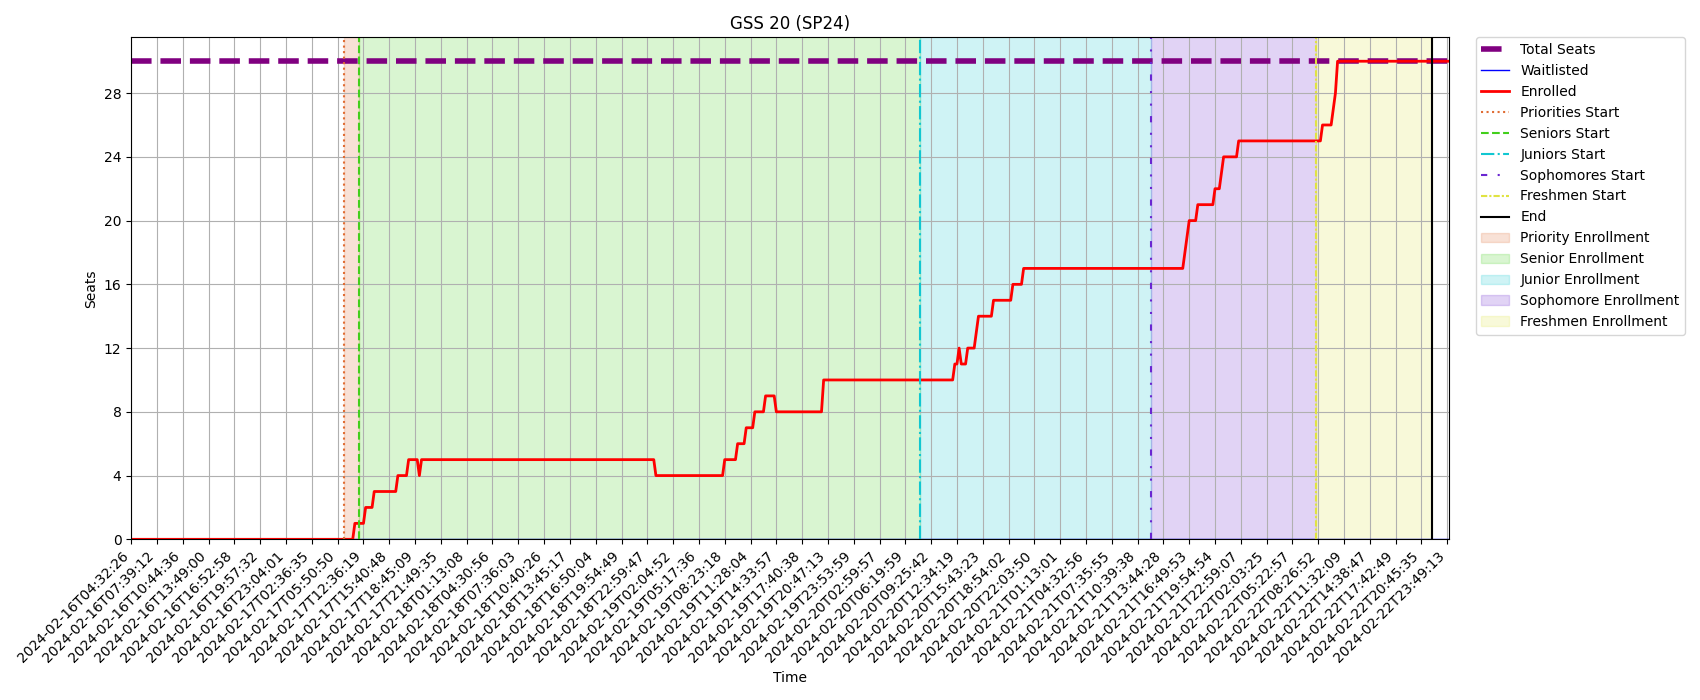 GSS 20 (SP24)
Total Seats
Waitlisted
Enrolled
Priorities Start
Seniors Start
Juniors Start
Sophomores Start
Freshmen Start
End
Priority Enrollment
Senior Enrollment
Junior Enrollment
Sophomore Enrollment
Freshmen Enrollment
Seats
28
24
20
16
12
8
4
0
2024-02-16T04:32:26
2024-02-16T07:39:12
2024-02-16T10:44:36
2024-02-16T13:49:00
2024-02-16T16:52:58
2024-02-16T19:57:32
2024-02-16T23:04:01
2024-02-17T02:36:35
2024-02-17T05:50:50
2024-02-17T12:36:19
2024-02-17T15:40:48
2024-02-17T18:45:09
2024-02-17T21:49:35
2024-02-18T01:13:08
2024-02-18T04:30:56
2024-02-18T07:36:03
2024-02-18T10:40:26
2024-02-18T13:45:17
2024-02-18T16:50:04
2024-02-18T19:54:49
2024-02-18T22:59:47
2024-02-19T02:04:52
2024-02-19T05:17:36
2024-02-19T08:23:18
2024-02-19T11:28:04
2024-02-19T14:33:57
2024-02-19T17:40:38
2024-02-19T20:47:13
2024-02-19T23:53:59
2024-02-20T02:59:57
2024-02-20T06:19:59
2024-02-20T09:25:42
2024-02-20T12:34:19
2024-02-20T15:43:23
2024-02-20T18:54:02
2024-02-20T22:03:50
2024-02-21T01:13:01
2024-02-21T04:32:56
2024-02-21T07:35:55
2024-02-21T10:39:38
2024-02-21T13:44:28
2024-02-21T16:49:53
2024-02-21T19:54:54
2024-02-21T22:59:07
2024-02-22T02:03:25
2024-02-22T05:22:57
2024-02-22T08:26:52
2024-02-22T11:32:09
2024-02-22T14:38:47
2024-02-22T17:42:49
2024-02-22T20:45:35
2024-02-22T23:49:13
Time